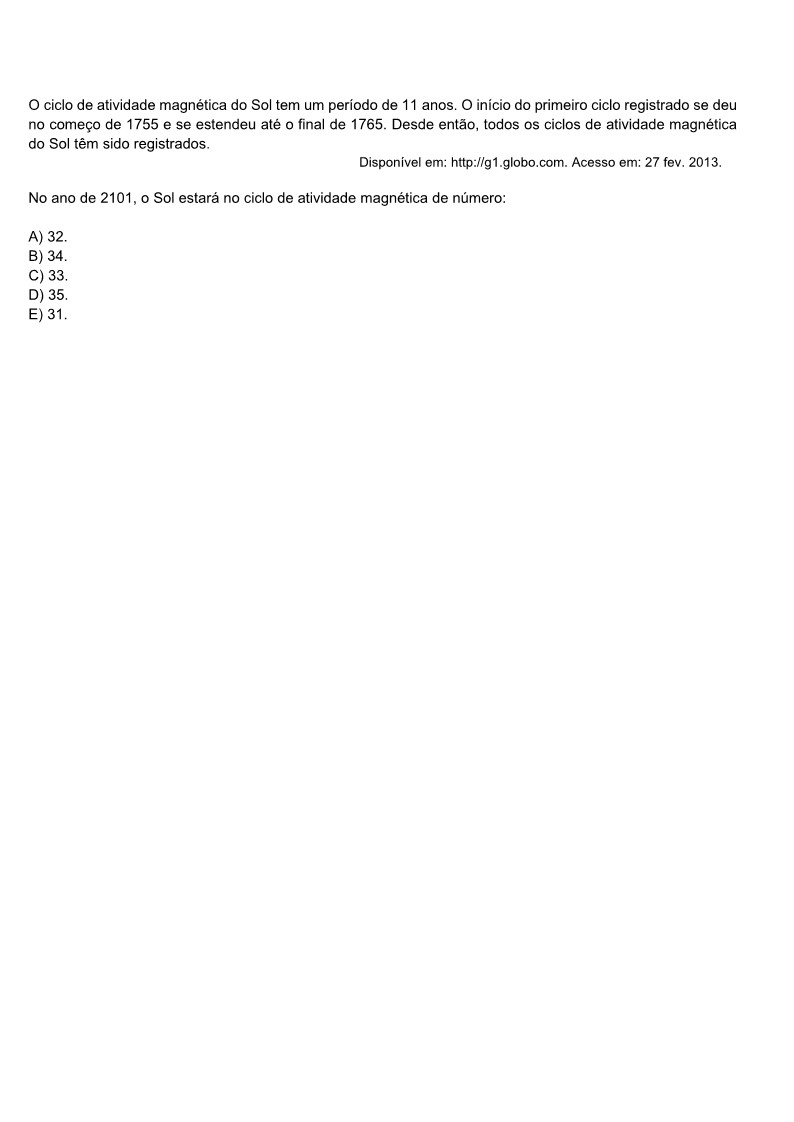 O ciclo de atividade magnética do Sol tem um período de 11 anos. O início do primeiro ciclo registrado se deu
no começo de 1755 e se estendeu até o final de 1765. Desde então, todos os ciclos de atividade magnética
do Sol têm sido registrados.
Disponível em: http://g1.globo.com. Acesso em: 27 fev. 2013.
No ano de 2101, o Sol estará no ciclo de atividade magnética de número:
A) 32.
B) 34.
C) 33.
D) 35.
E) 31.